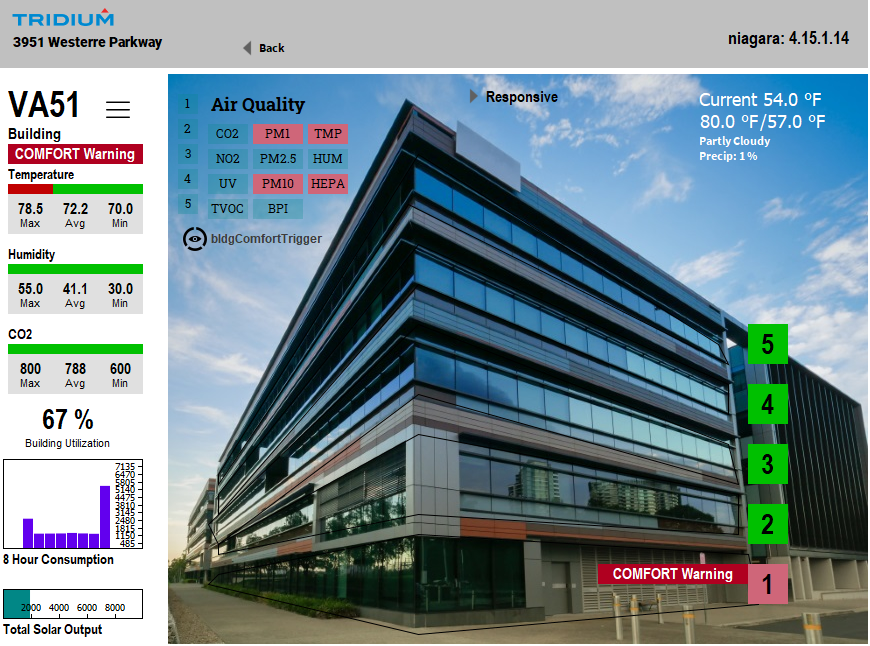 TRIDIUM
3951 Westerre Parkway
Back
niagara: 4.15.1.14
VA51
Building
COMFORT Warning
Temperature
78.5 72.2 70.0
Max Avg Min
Humidity
55.0 41.1 30.0
Max Avg Min
CO2
800 788 600
Max Avg Min
67 %
Building Utilization
7135
6470
5805
5140
4475
3810
3145
2480
1815
1150
485
8 Hour Consumption
2000 4000 6000 8000
Total Solar Output
1 Air Quality
2 CO2 PM1 TMP
3 NO2 PM2.5 HUM
4 UV PM10 HEPA
5 TVOC BPI
bldgComfortTrigger
Responsive
Current 54.0 ºF
80.0 ºF/57.0 ºF
Partly Cloudy
Precip: 1 %
5
4
3
2
COMFORT Warning 1